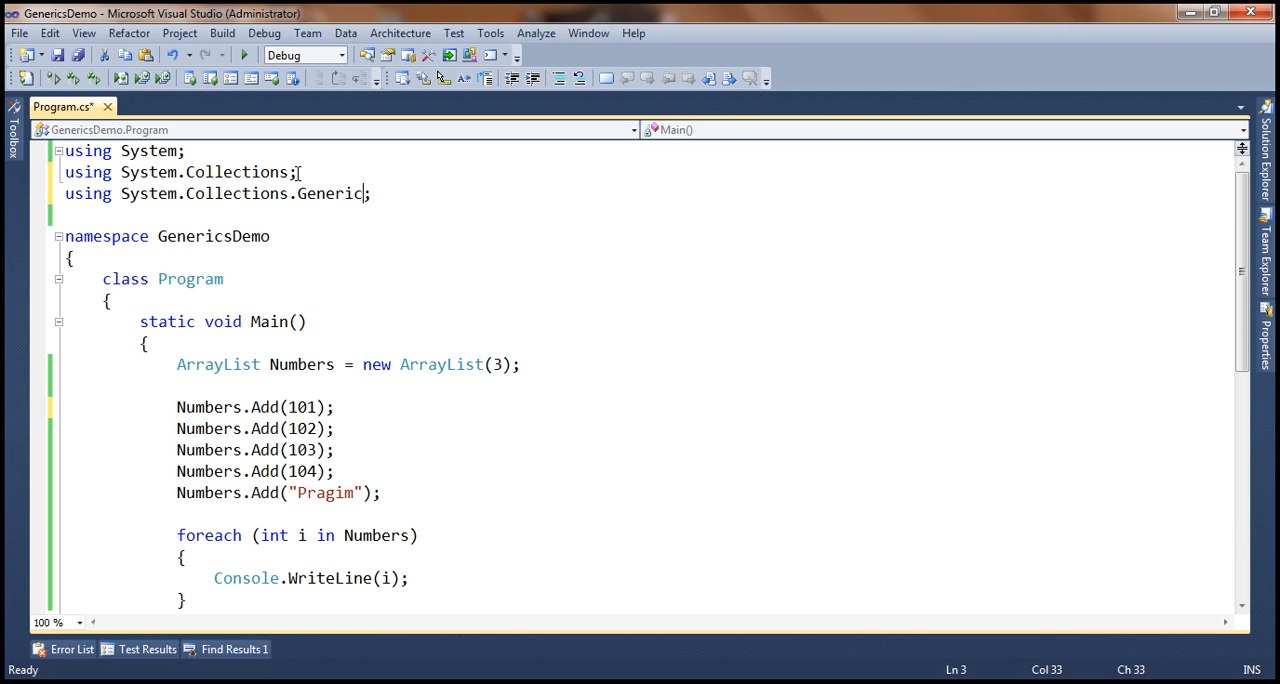 GenericsDemo - Microsoft Visual Studio (Administrator)
File Edit View Refactor Project Build Debug Team Data Architecture Test Tools Analyze Window Help
Debug
Program.cs*
GenericsDemo.Program
Main()
Toolbox
Solution Explorer
Team Explorer
Properties
using System;
using System.Collections;
using System.Collections.Generic;
namespace GenericsDemo
{
class Program
{
static void Main()
{
ArrayList Numbers = new ArrayList(3);
Numbers.Add(101);
Numbers.Add(102);
Numbers.Add(103);
Numbers.Add(104);
Numbers.Add("Pragim");
foreach (int i in Numbers)
{
Console.WriteLine(i);
}
100 %
Error List Test Results Find Results 1
Ready Ln 3 Col 33 Ch 33 INS